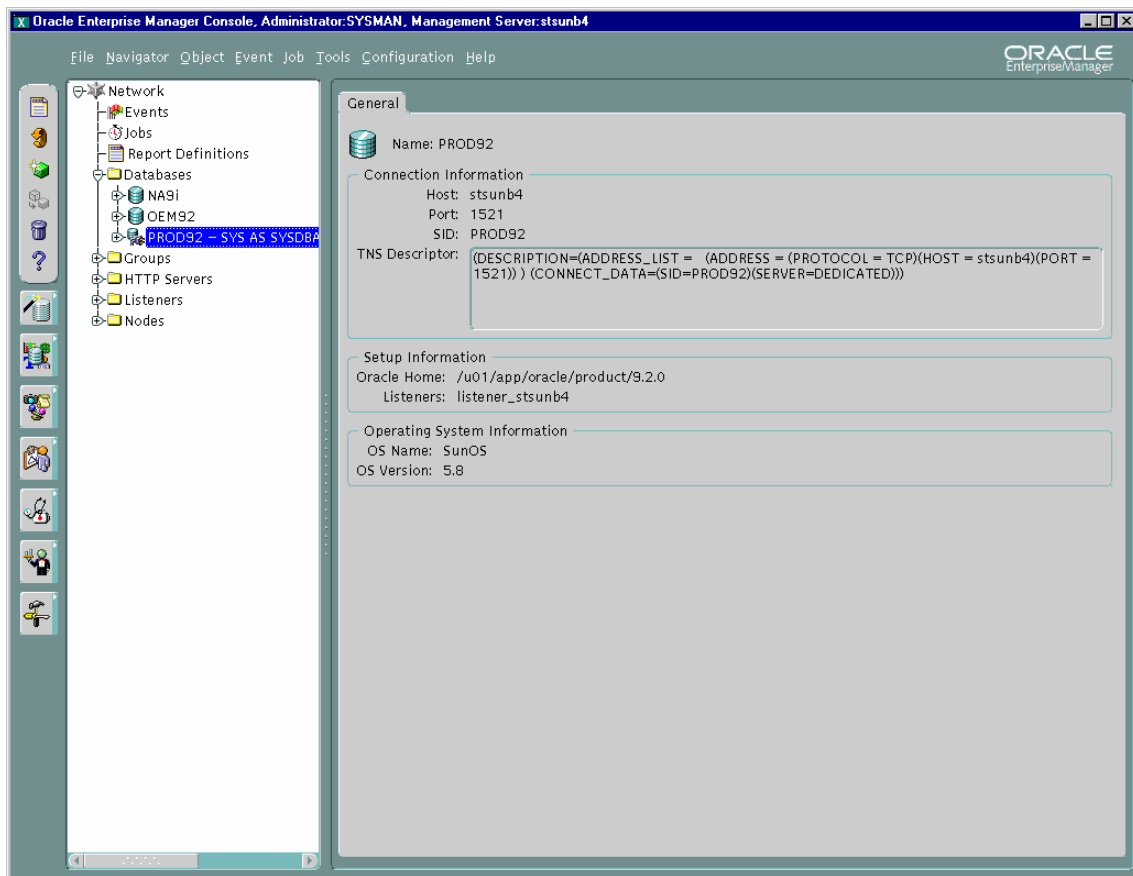 Oracle Enterprise Manager Console, Administrator:SYSMAN, Management Server:stsunb4
File Navigator Object Event Job Tools Configuration Help
ORACLE
EnterpriseManager
Network
Events
Jobs
Report Definitions
Databases
NA9i
OEM92
PROD92 – SYS AS SYSDBA
Groups
HTTP Servers
Listeners
Nodes
General
Name: PROD92
Connection Information
Host: stsunb4
Port: 1521
SID: PROD92
TNS Descriptor: (DESCRIPTION=(ADDRESS_LIST = (ADDRESS = (PROTOCOL = TCP)(HOST = stsunb4)(PORT =
1521)) ) (CONNECT_DATA=(SID=PROD92)(SERVER=DEDICATED)))
Setup Information
Oracle Home: /u01/app/oracle/product/9.2.0
Listeners: listener_stsunb4
Operating System Information
OS Name: SunOS
OS Version: 5.8